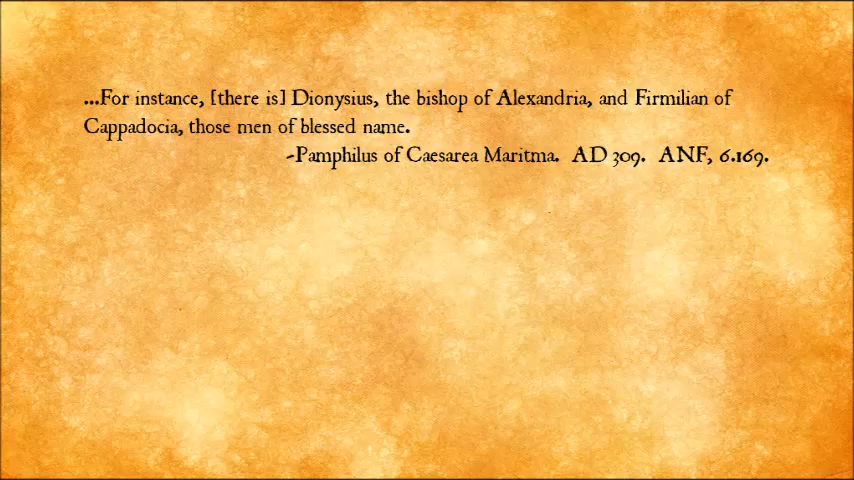 ...For instance, [there is] Dionysius, the bishop of Alexandria, and Firmilian of
Cappadocia, those men of blessed name.
-Pamphilus of Caesarea Maritma. AD 309. ANF, 6.169.